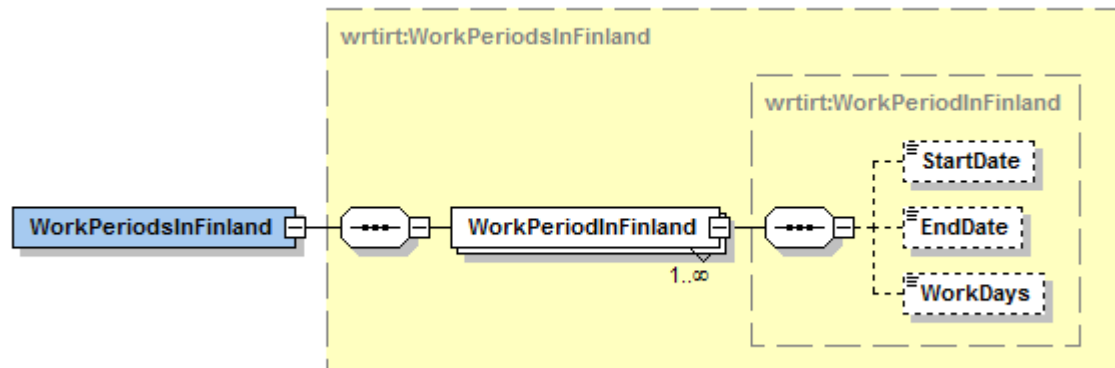 wrtirt:WorkPeriodsInFinland
wrtirt:WorkPeriodInFinland
StartDate
WorkPeriodsInFinland
WorkPeriodInFinland
EndDate
1..∞
WorkDays